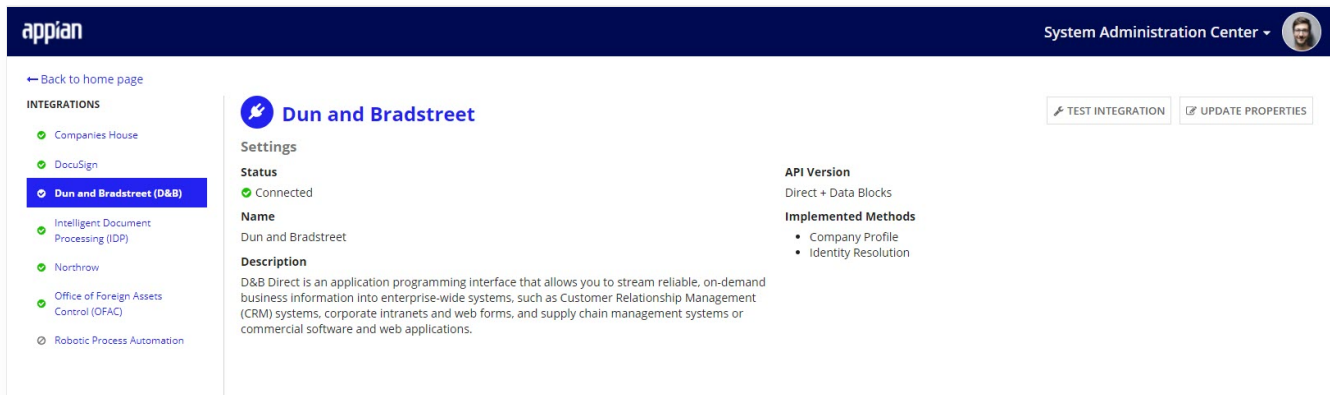 appian
System Administration Center
Back to home page
INTEGRATIONS
Companies House
DocuSign
Dun and Bradstreet (D&B)
Intelligent Document
Processing (IDP)
Northrow
Office of Foreign Assets
Control (OFAC)
Robotic Process Automation
Dun and Bradstreet
TEST INTEGRATION
UPDATE PROPERTIES
Settings
Status
Connected
Name
Dun and Bradstreet
Description
D&B Direct is an application programming interface that allows you to stream reliable, on-demand
business information into enterprise-wide systems, such as Customer Relationship Management
(CRM) systems, corporate intranets and web forms, and supply chain management systems or
commercial software and web applications.
API Version
Direct + Data Blocks
Implemented Methods
• Company Profile
• Identity Resolution